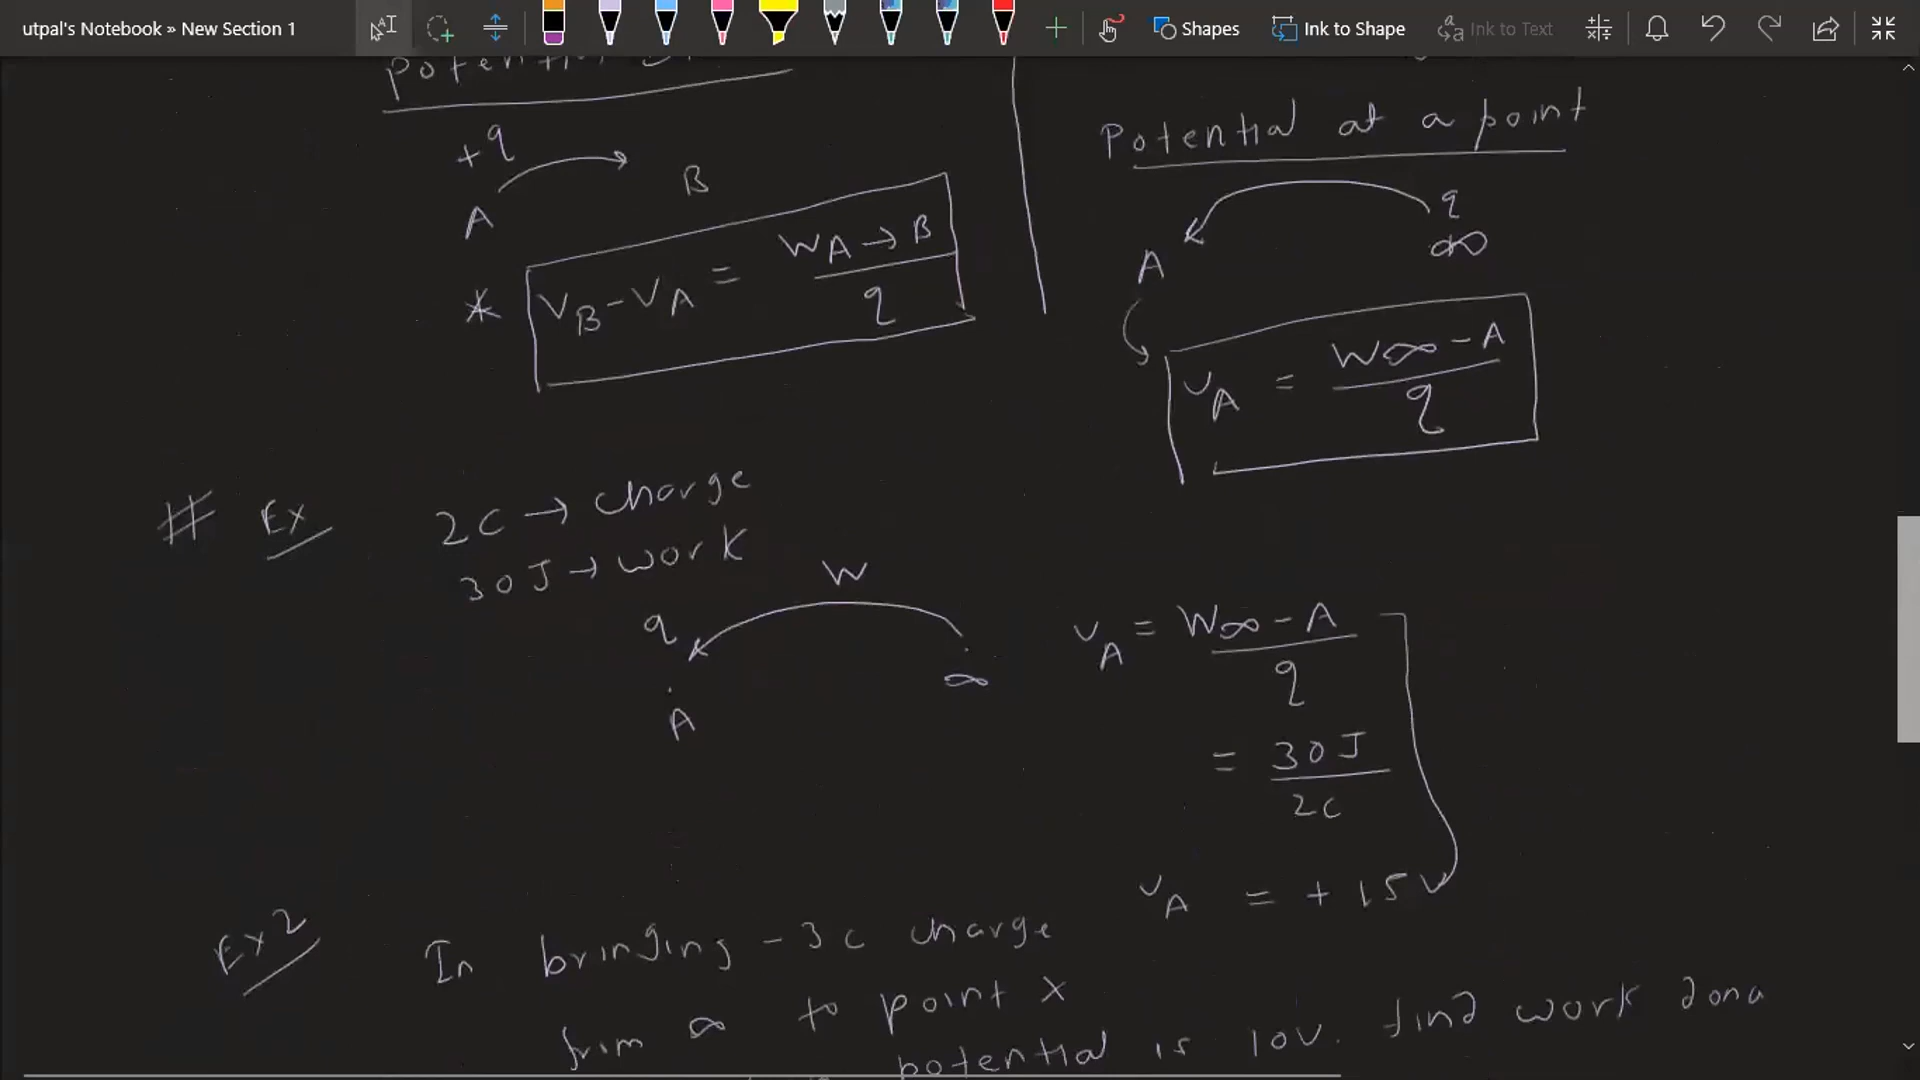 utpal's Notebook » New Section 1
Shapes
Ink to Shape
Ink to Text
Potential
+q
A
B
* VB - VA = WA→B / q
Potential at a point
q
∞
A
VA = W∞-A / q
# Ex
2C → charge
30J → work
W
q
∞
A
VA = W∞-A / q
= 30J / 2C
VA = +15V
Ex2
In bringing -3C charge
from ∞ to point x
potential is 10V. find work done